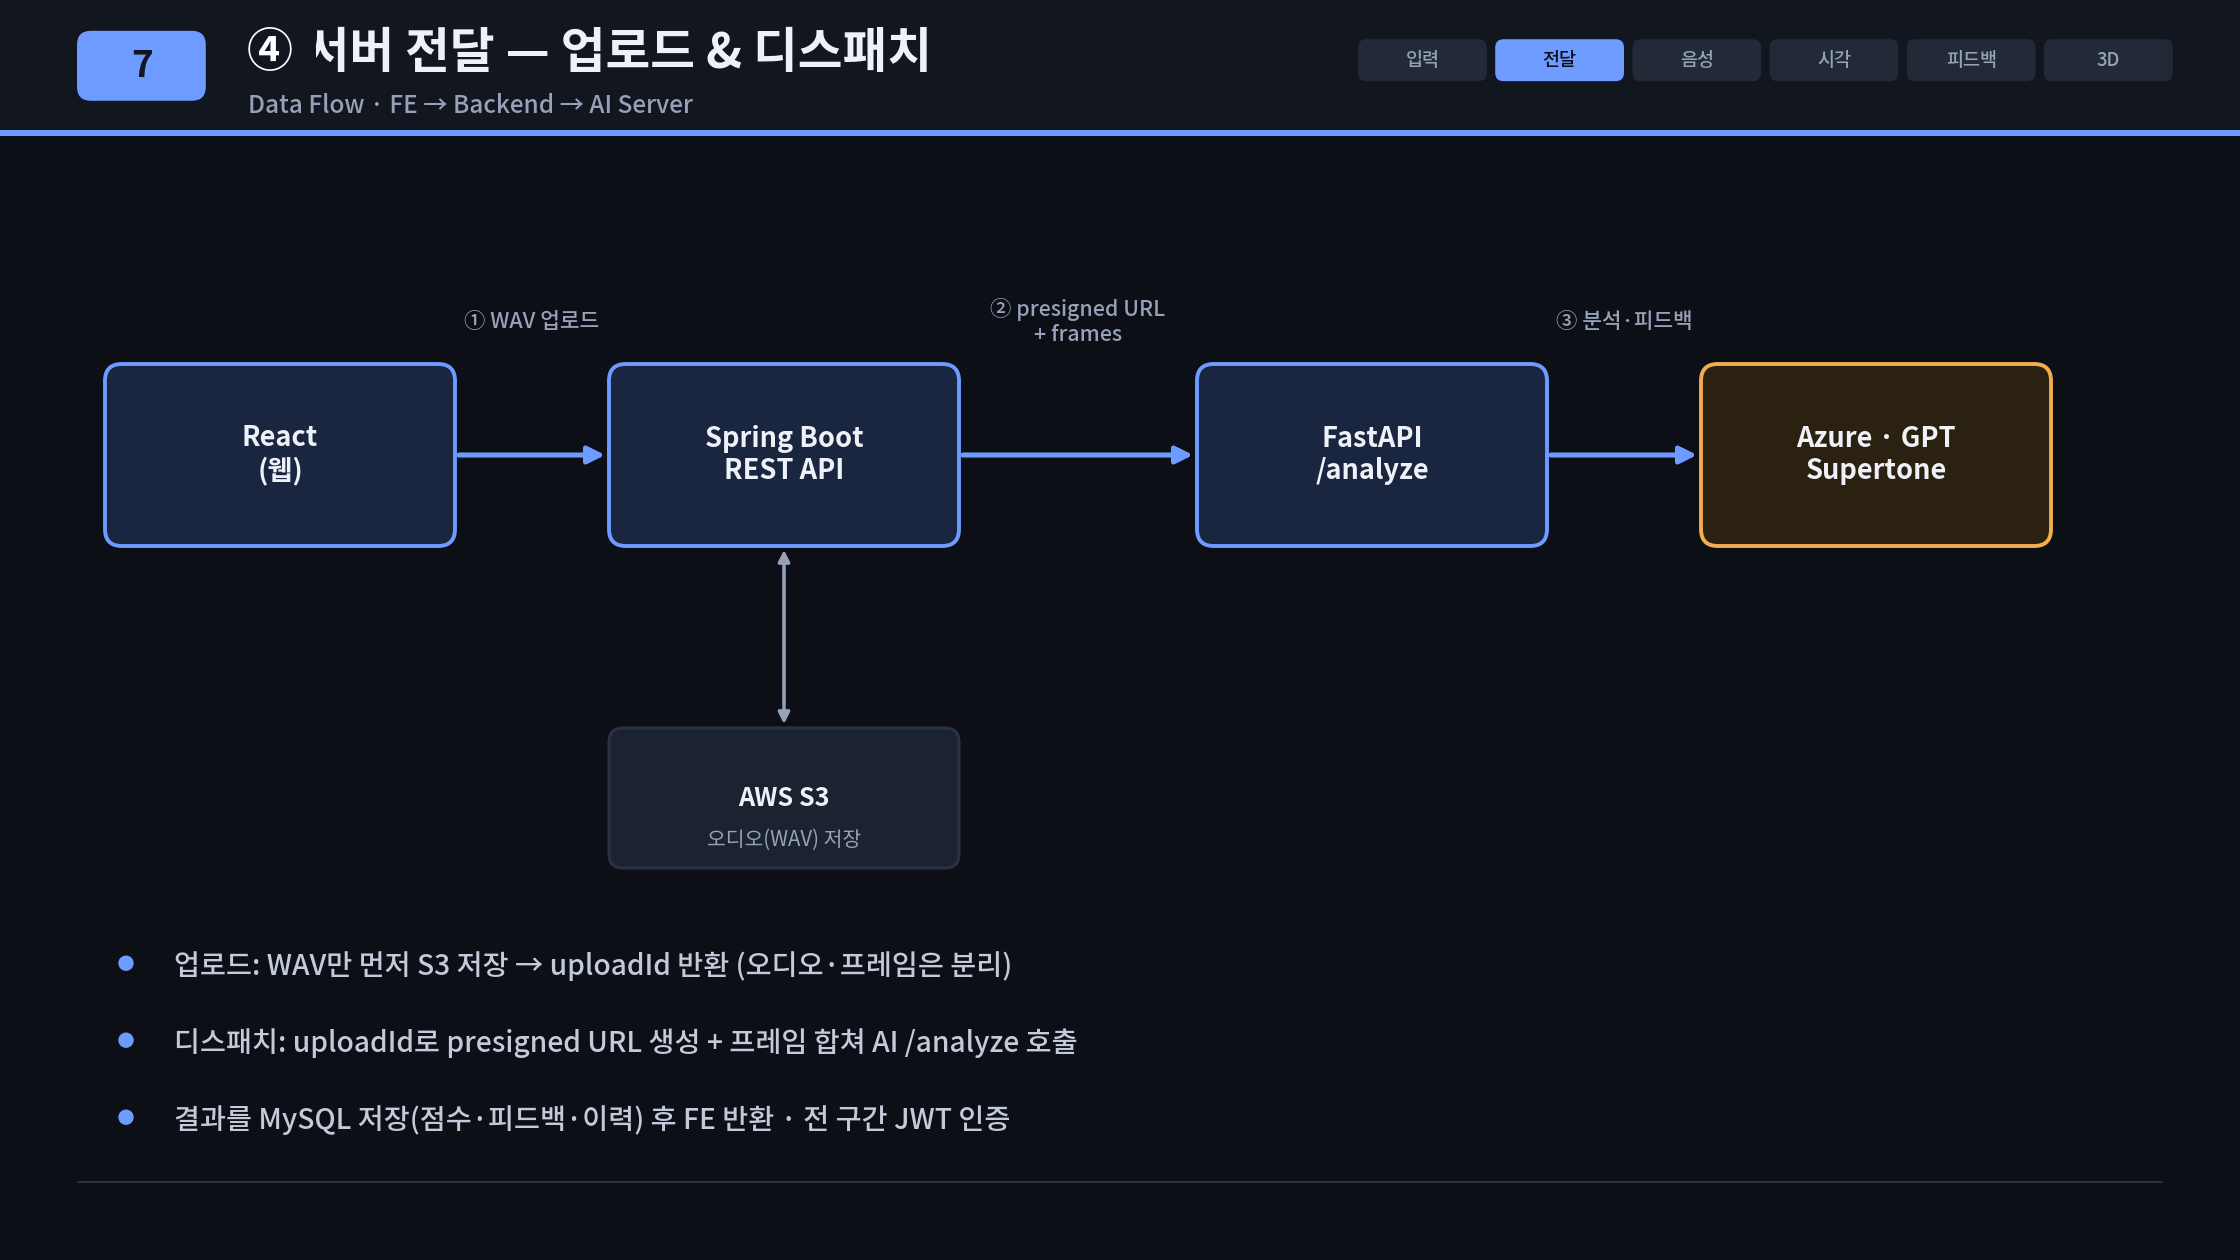 7
④ 서버 전달 — 업로드 & 디스패치
Data Flow · FE → Backend → AI Server
입력
전달
음성
시각
피드백
3D
① WAV 업로드
② presigned URL
+ frames
③ 분석·피드백
React
(웹)
Spring Boot
REST API
FastAPI
/analyze
Azure · GPT
Supertone
AWS S3
오디오(WAV) 저장
업로드: WAV만 먼저 S3 저장 → uploadId 반환 (오디오·프레임은 분리)
디스패치: uploadId로 presigned URL 생성 + 프레임 합쳐 AI /analyze 호출
결과를 MySQL 저장(점수·피드백·이력) 후 FE 반환 · 전 구간 JWT 인증